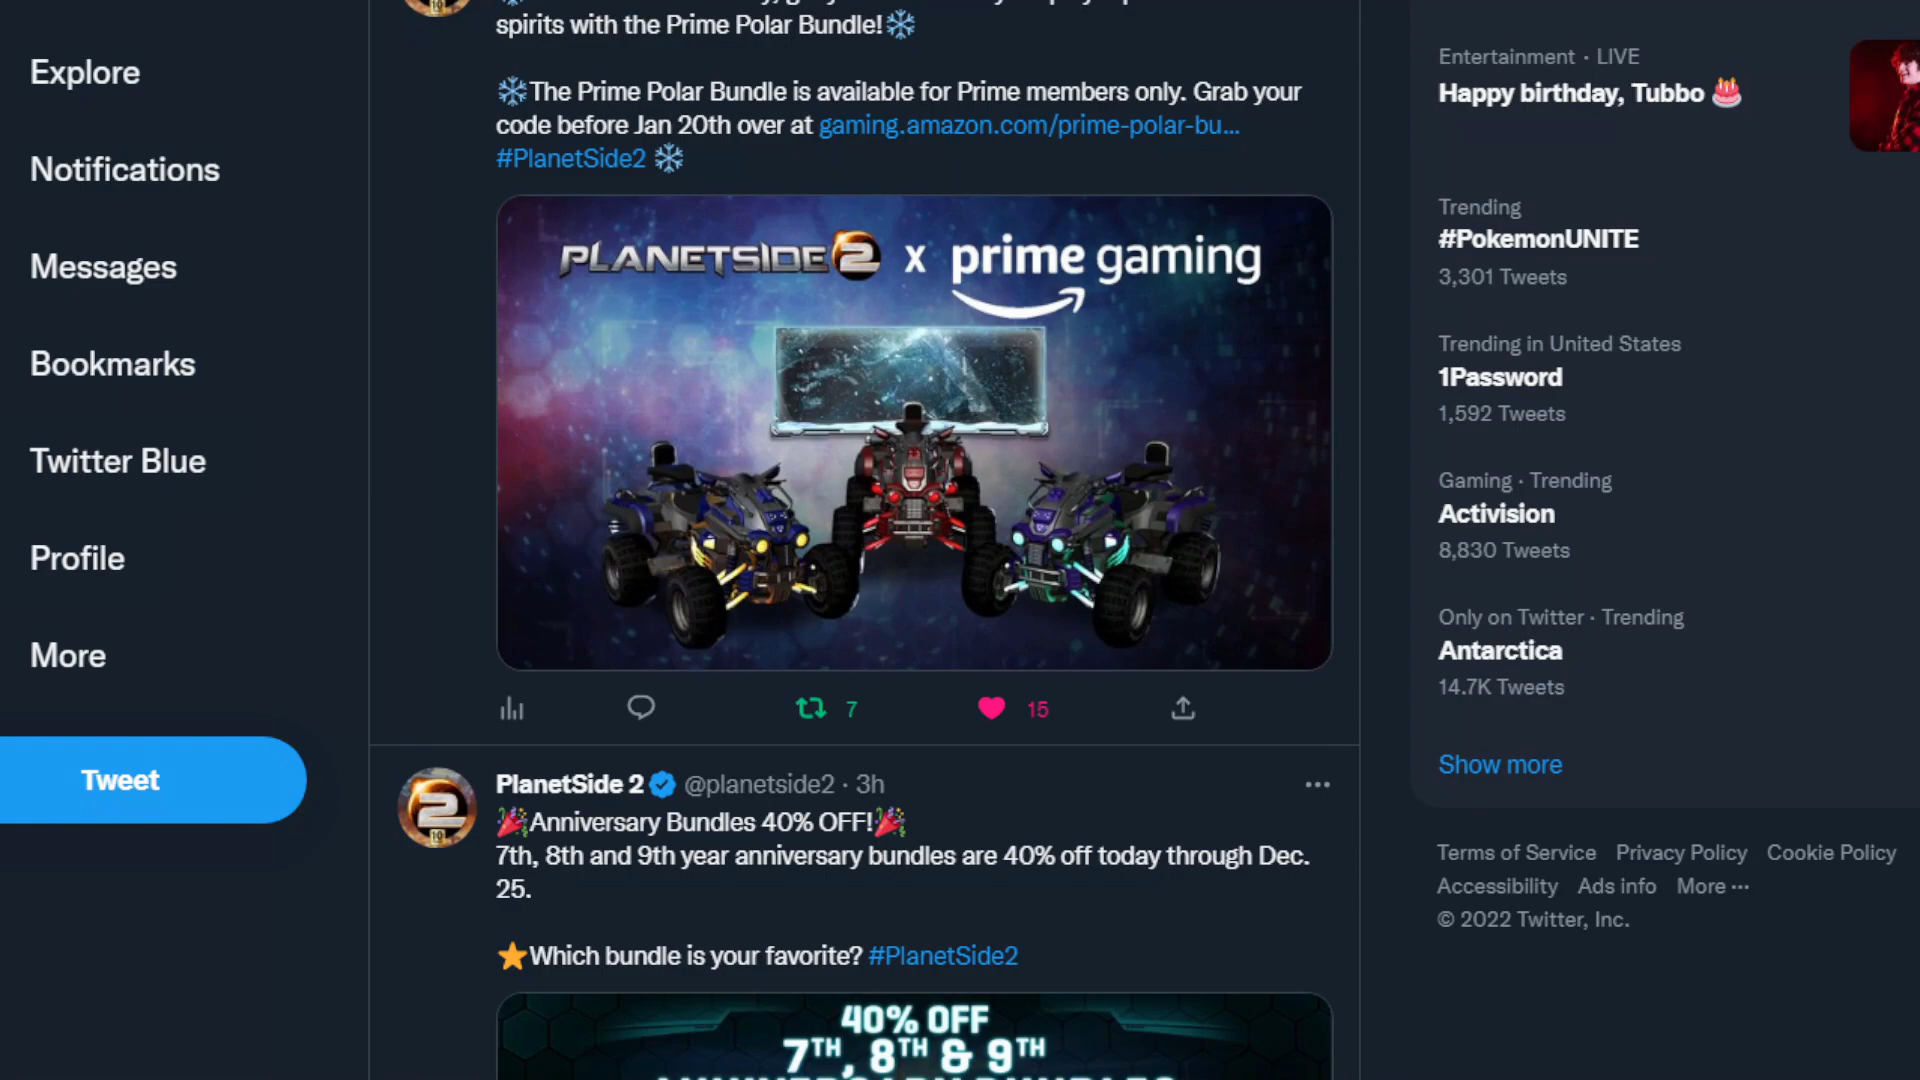 Explore
Notifications
Messages
Bookmarks
Twitter Blue
Profile
More
Tweet
spirits with the Prime Polar Bundle!❄️
❄️The Prime Polar Bundle is available for Prime members only. Grab your
code before Jan 20th over at gaming.amazon.com/prime-polar-bu...
#PlanetSide2 ❄️
PLANETSIDE 2 x prime gaming
7
15
PlanetSide 2 @planetside2 · 3h
🎉Anniversary Bundles 40% OFF!🎉
7th, 8th and 9th year anniversary bundles are 40% off today through Dec.
25.
⭐Which bundle is your favorite? #PlanetSide2
40% OFF
7TH, 8TH & 9TH
Entertainment · LIVE
Happy birthday, Tubbo 🎂
Trending
#PokemonUNITE
3,301 Tweets
Trending in United States
1Password
1,592 Tweets
Gaming · Trending
Activision
8,830 Tweets
Only on Twitter · Trending
Antarctica
14.7K Tweets
Show more
Terms of Service Privacy Policy Cookie Policy
Accessibility Ads info More ···
© 2022 Twitter, Inc.